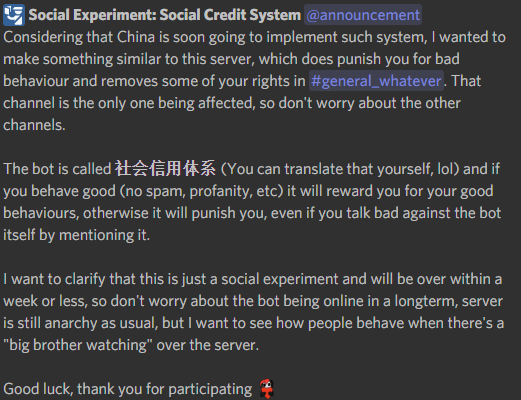 Social Experiment: Social Credit System @announcement
Considering that China is soon going to implement such system, I wanted to
make something similar to this server, which does punish you for bad
behaviour and removes some of your rights in #general_whatever. That
channel is the only one being affected, so don't worry about the other
channels.
The bot is called 社会信用体系 (You can translate that yourself, lol) and if
you behave good (no spam, profanity, etc) it will reward you for your good
behaviours, otherwise it will punish you, even if you talk bad against the bot
itself by mentioning it.
I want to clarify that this is just a social experiment and will be over within a
week or less, so don't worry about the bot being online in a longterm, server
is still anarchy as usual, but I want to see how people behave when there's a
"big brother watching" over the server.
Good luck, thank you for participating